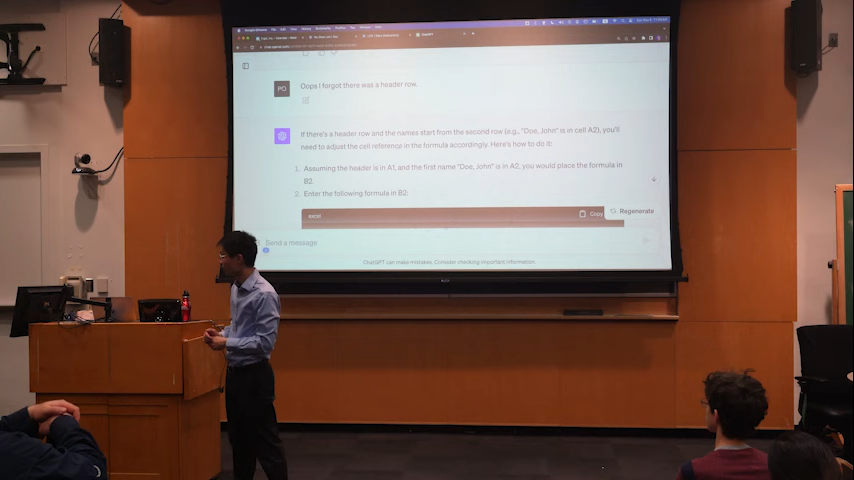 PO
Oops I forgot there was a header row.
If there's a header row and the names start from the second row (e.g., "Doe, John" is in cell A2), you'll
need to adjust the cell reference in the formula accordingly. Here's how to do it:
1. Assuming the header is in A1, and the first name "Doe, John" is in A2, you would place the formula in
B2.
2. Enter the following formula in B2:
excel
Copy
Regenerate
Send a message
ChatGPT can make mistakes. Consider checking important information.